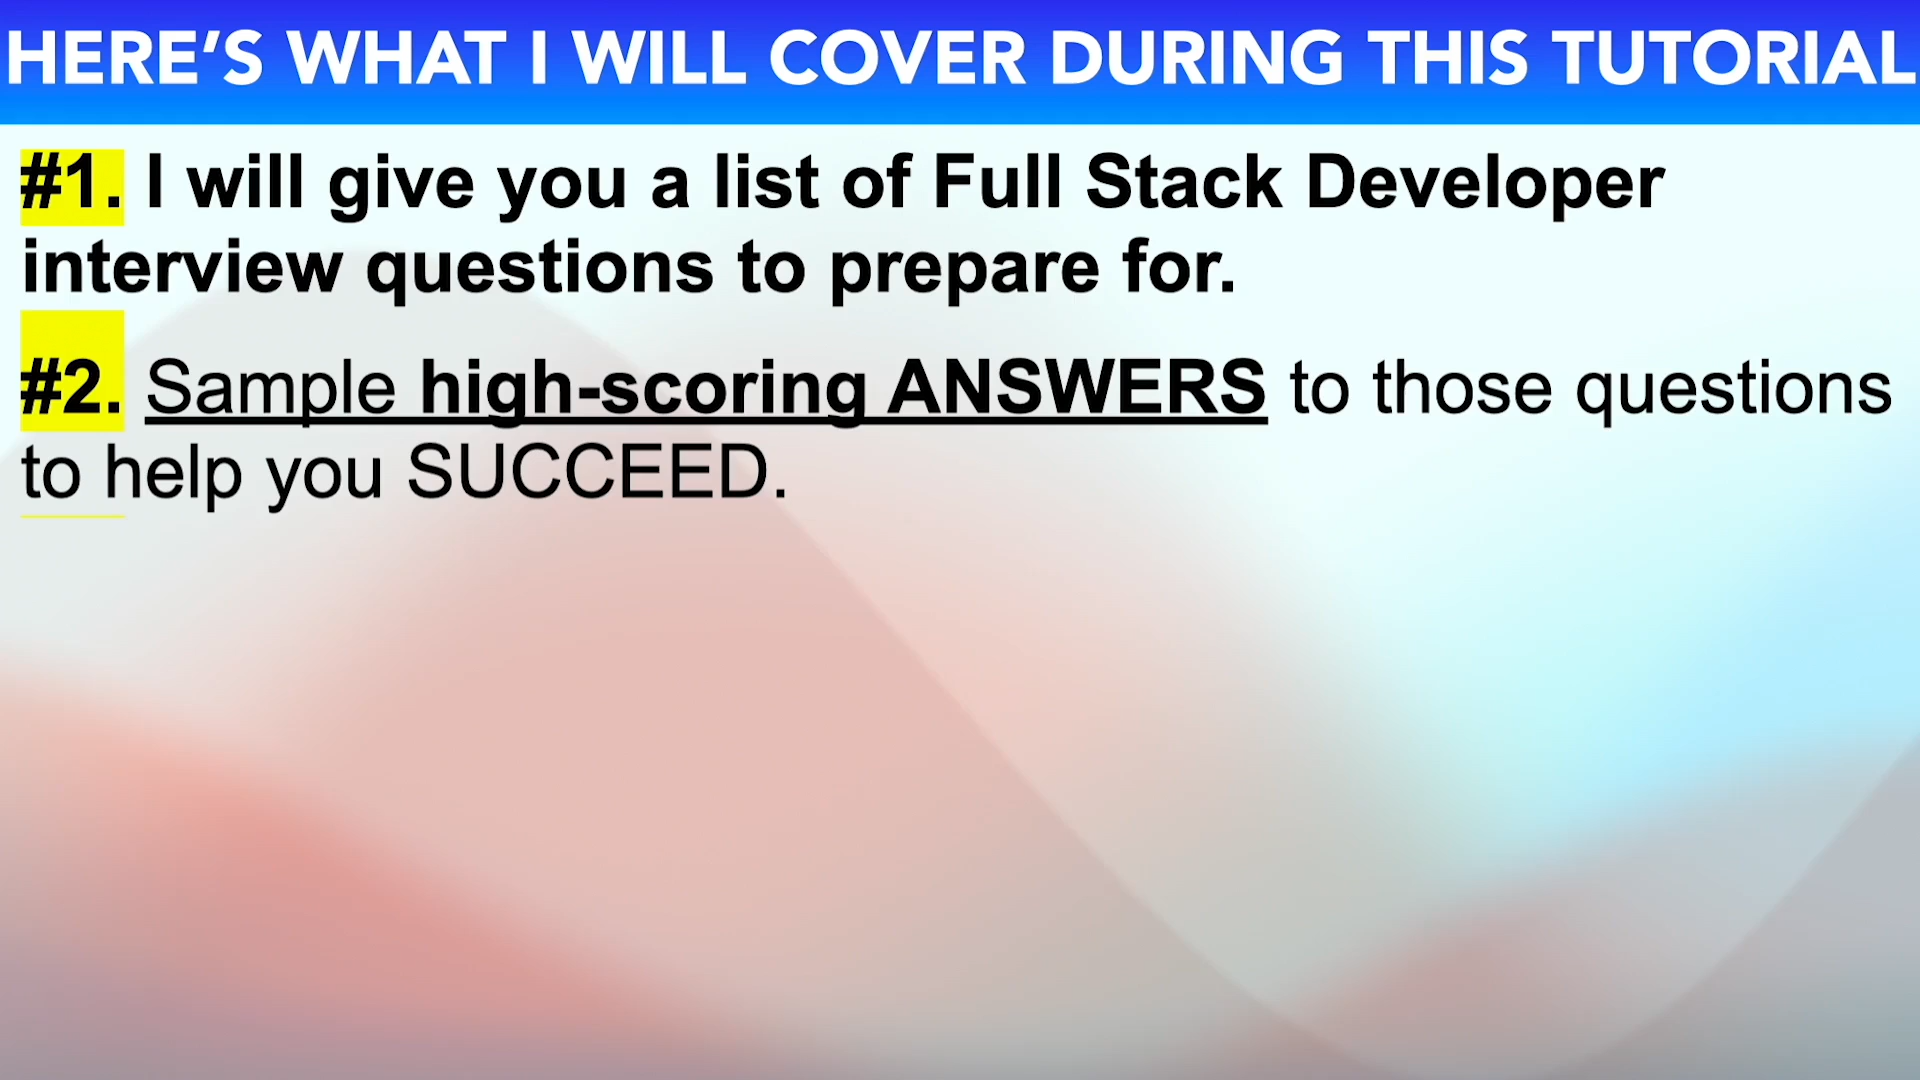 HERE’S WHAT I WILL COVER DURING THIS TUTORIAL
#1. I will give you a list of Full Stack Developer
interview questions to prepare for.
#2. Sample high-scoring ANSWERS to those questions
to help you SUCCEED.